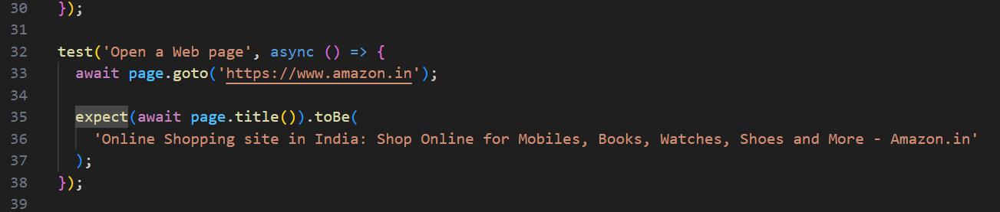 30 });
31
32 test('Open a Web page', async () => {
33 await page.goto('https://www.amazon.in');
34
35 expect(await page.title()).toBe(
36 'Online Shopping site in India: Shop Online for Mobiles, Books, Watches, Shoes and More - Amazon.in'
37 );
38 });
39